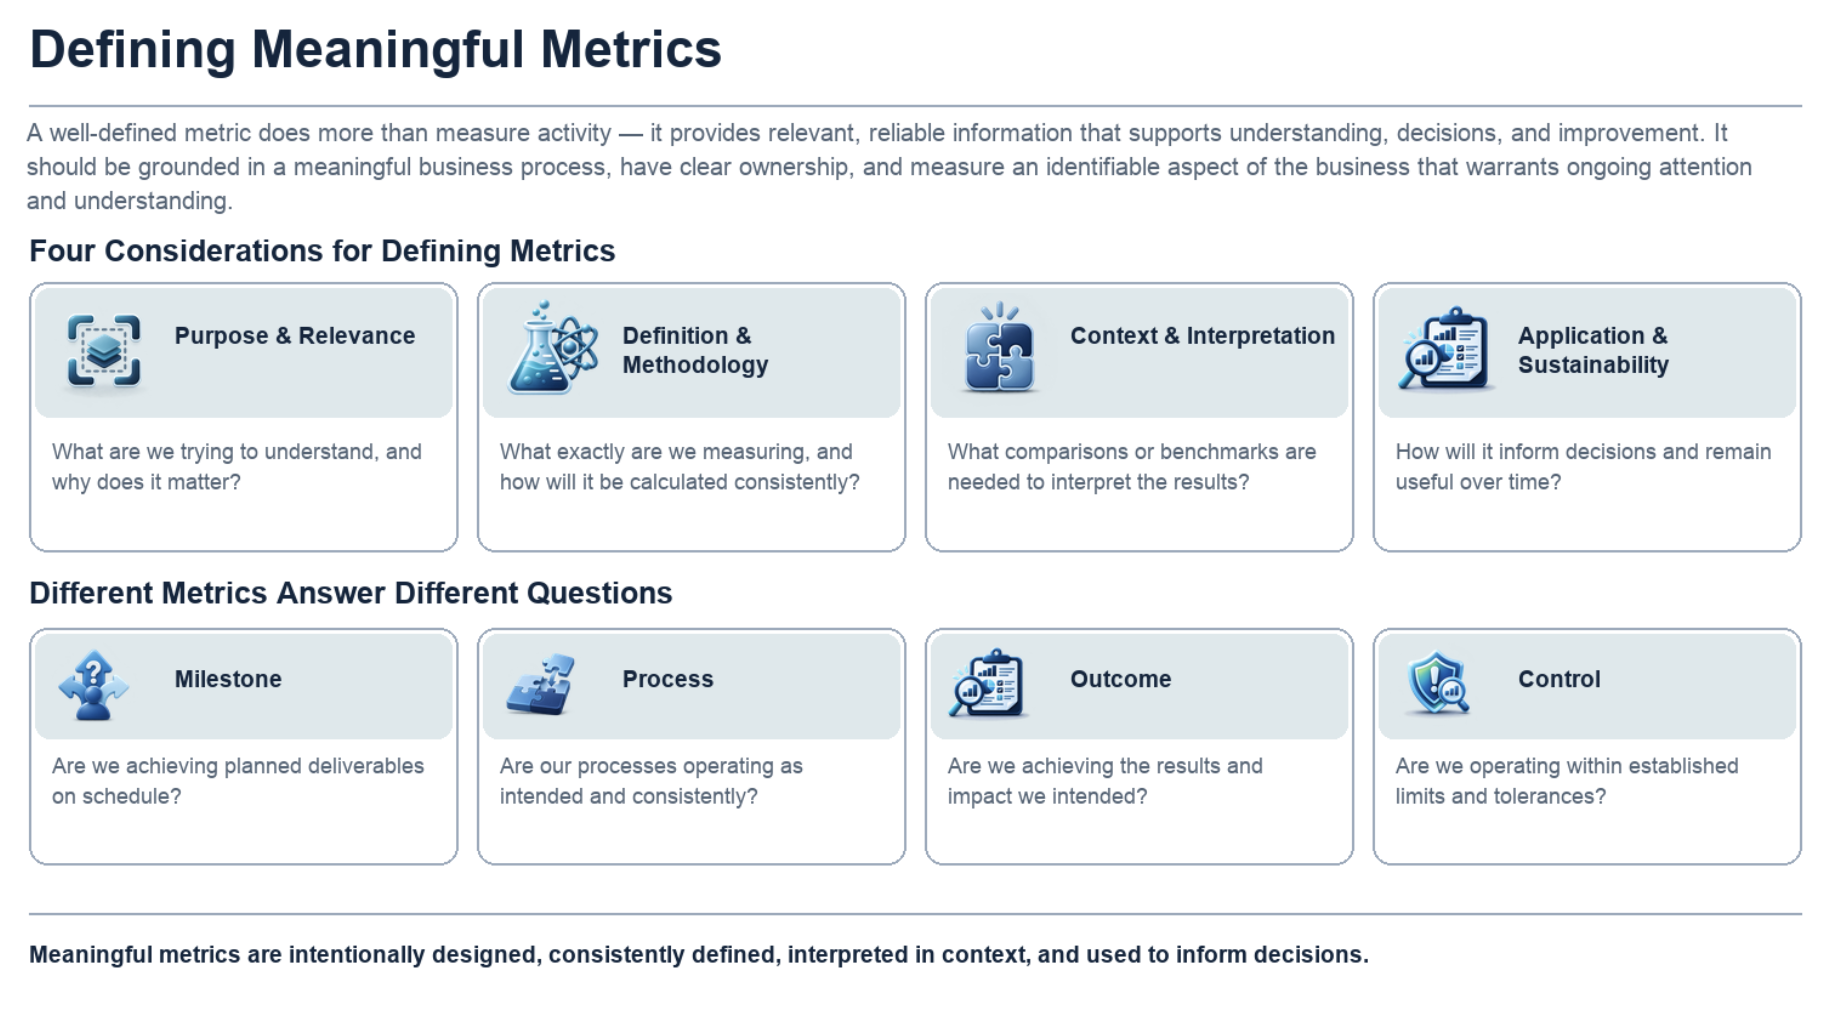 Defining Meaningful Metrics
A well-defined metric does more than measure activity — it provides relevant, reliable information that supports understanding, decisions, and improvement. It
should be grounded in a meaningful business process, have clear ownership, and measure an identifiable aspect of the business that warrants ongoing attention
and understanding.
Four Considerations for Defining Metrics
Purpose & Relevance
What are we trying to understand, and
why does it matter?
Definition &
Methodology
What exactly are we measuring, and
how will it be calculated consistently?
Context & Interpretation
What comparisons or benchmarks are
needed to interpret the results?
Application &
Sustainability
How will it inform decisions and remain
useful over time?
Different Metrics Answer Different Questions
?
Milestone
Are we achieving planned deliverables
on schedule?
Process
Are our processes operating as
intended and consistently?
Outcome
Are we achieving the results and
impact we intended?
!
Control
Are we operating within established
limits and tolerances?
Meaningful metrics are intentionally designed, consistently defined, interpreted in context, and used to inform decisions.